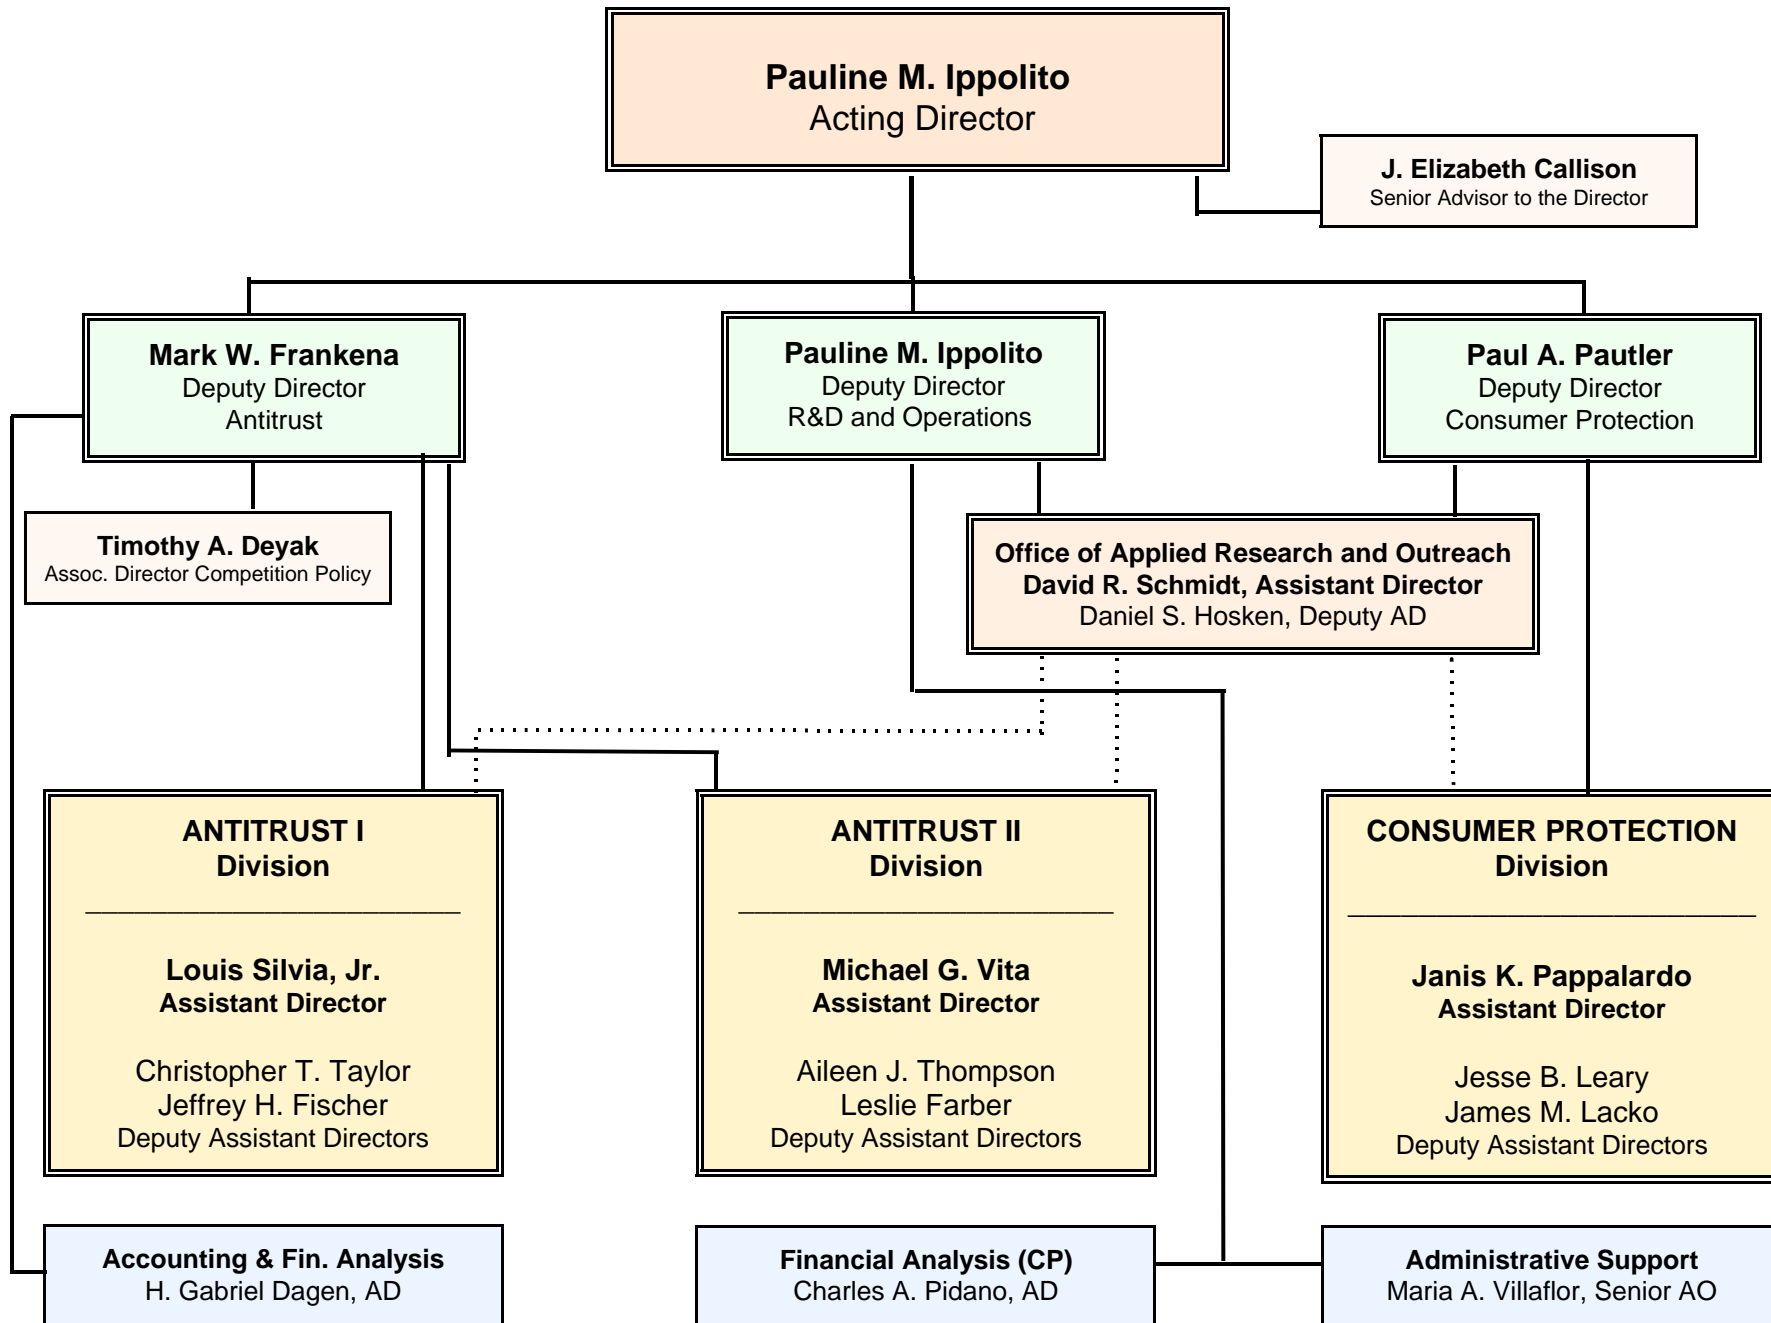 Pauline M. Ippolito
Acting Director
J. Elizabeth Callison
Senior Advisor to the Director
Mark W. Frankena
Deputy Director
Antitrust
Pauline M. Ippolito
Deputy Director
R&D and Operations
Paul A. Pautler
Deputy Director
Consumer Protection
Timothy A. Deyak
Assoc. Director Competition Policy
Office of Applied Research and Outreach
David R. Schmidt, Assistant Director
Daniel S. Hosken, Deputy AD
ANTITRUST I
Division
Louis Silvia, Jr.
Assistant Director
Christopher T. Taylor
Jeffrey H. Fischer
Deputy Assistant Directors
ANTITRUST II
Division
Michael G. Vita
Assistant Director
Aileen J. Thompson
Leslie Farber
Deputy Assistant Directors
CONSUMER PROTECTION
Division
Janis K. Pappalardo
Assistant Director
Jesse B. Leary
James M. Lacko
Deputy Assistant Directors
Accounting & Fin. Analysis
H. Gabriel Dagen, AD
Financial Analysis (CP)
Charles A. Pidano, AD
Administrative Support
Maria A. Villaflor, Senior AO